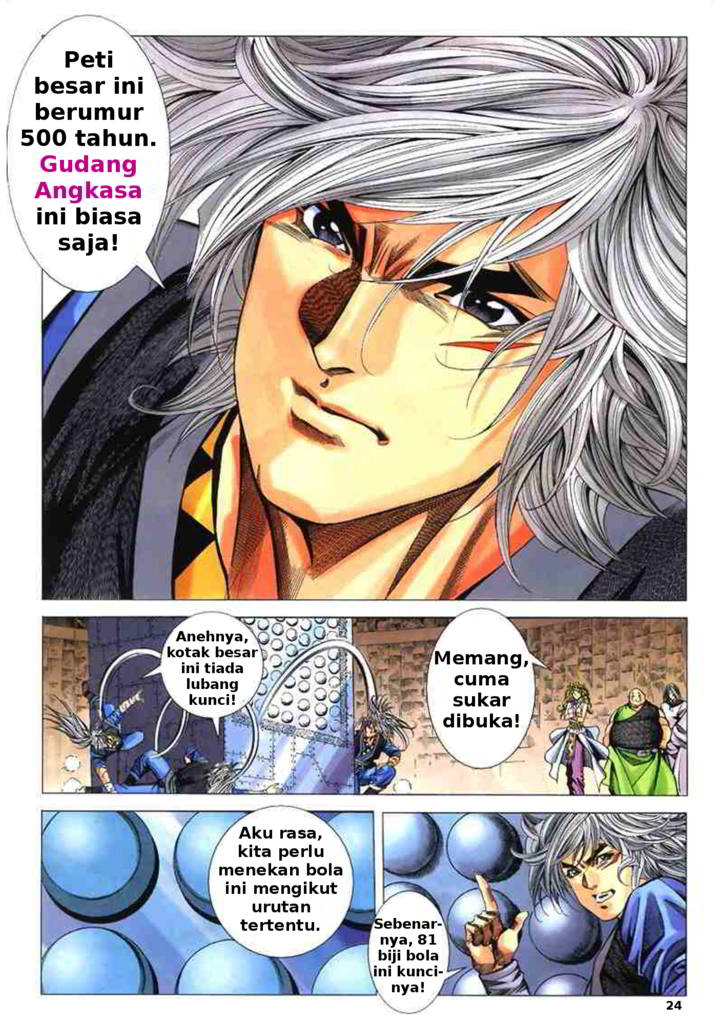 Peti
besar ini
berumur
500 tahun.
Gudang
Angkasa
ini biasa
saja!
Anehnya,
kotak besar
ini tiada
lubang
kunci!
Memang,
cuma
sukar
dibuka!
Aku rasa,
kita perlu
menekan bola
ini mengikut
urutan
tertentu.
Sebenar-
nya, 81
biji bola
ini kunci-
nya!
24